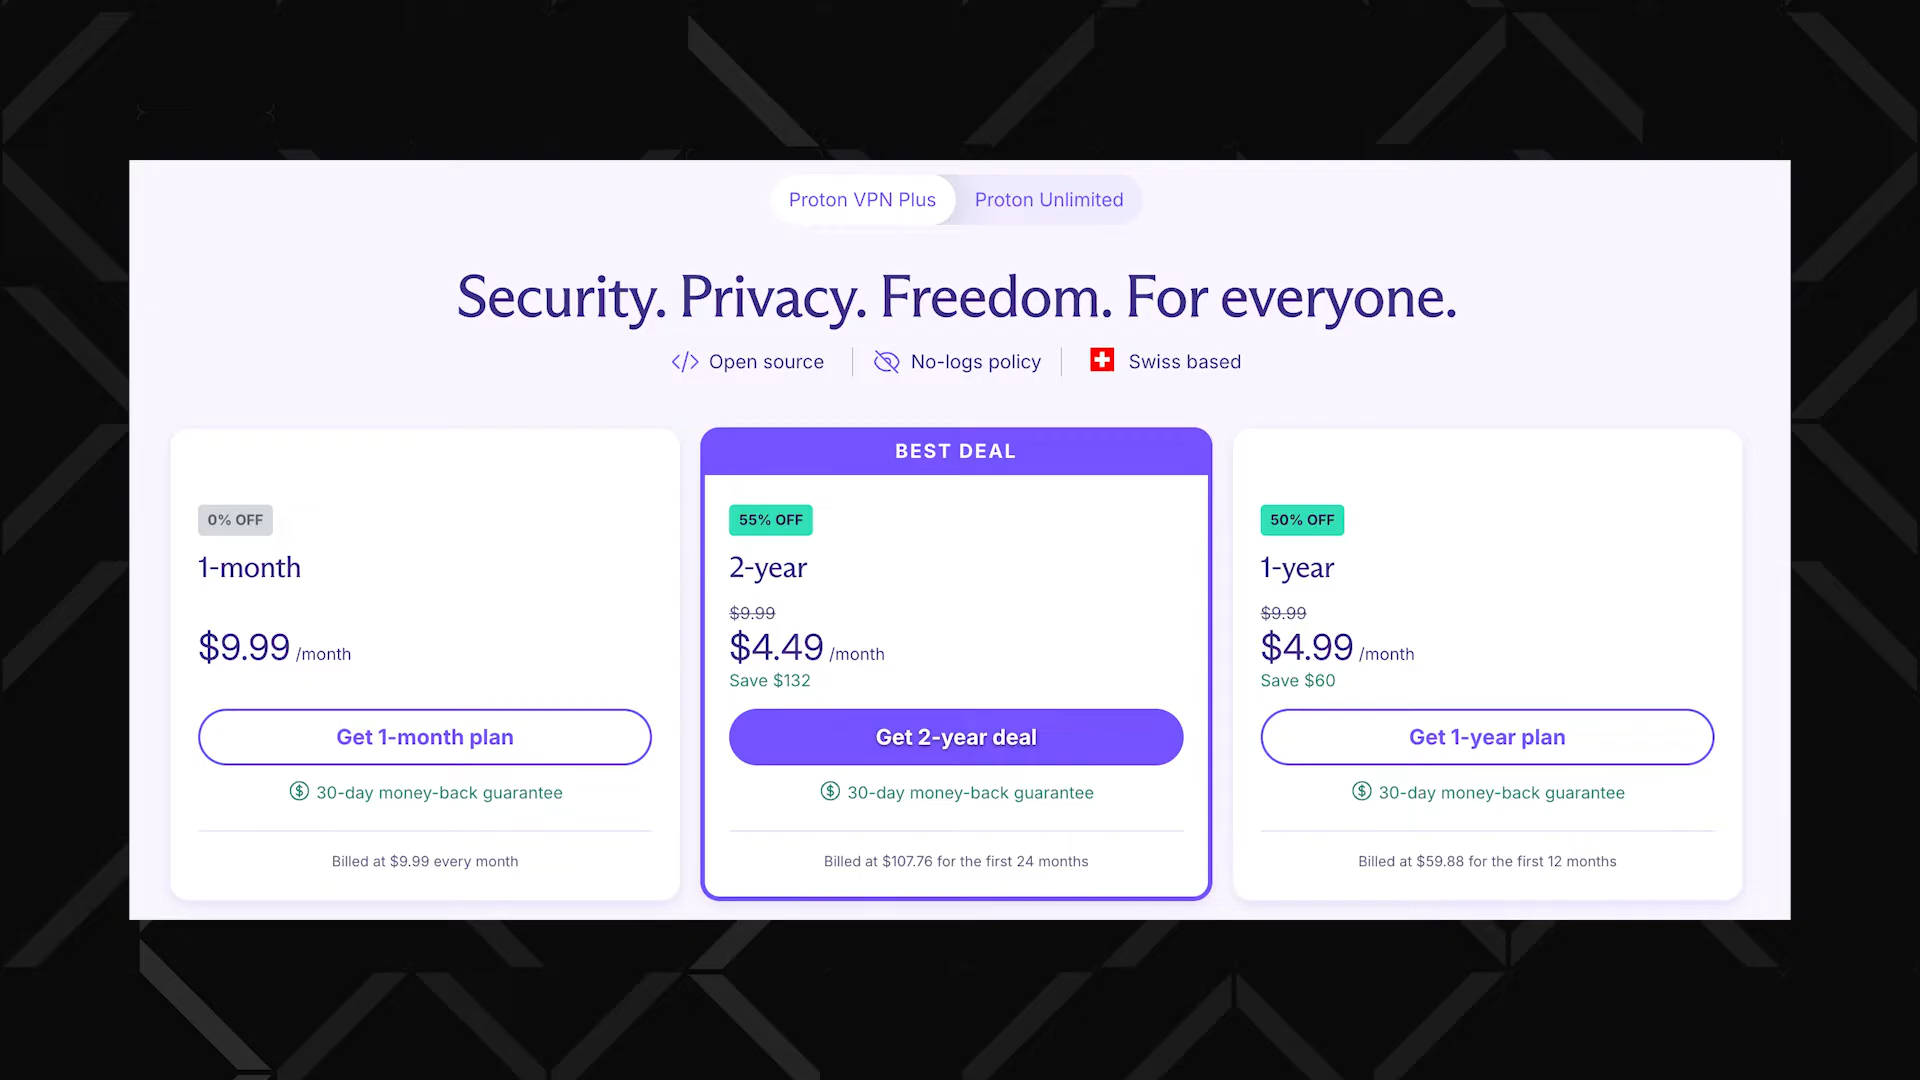 Proton VPN Plus
Proton Unlimited
Security. Privacy. Freedom. For everyone.
Open source
No-logs policy
Swiss based
0% OFF
1-month
$9.99 /month
Get 1-month plan
30-day money-back guarantee
Billed at $9.99 every month
BEST DEAL
55% OFF
2-year
$9.99
$4.49 /month
Save $132
Get 2-year deal
30-day money-back guarantee
Billed at $107.76 for the first 24 months
50% OFF
1-year
$9.99
$4.99 /month
Save $60
Get 1-year plan
30-day money-back guarantee
Billed at $59.88 for the first 12 months